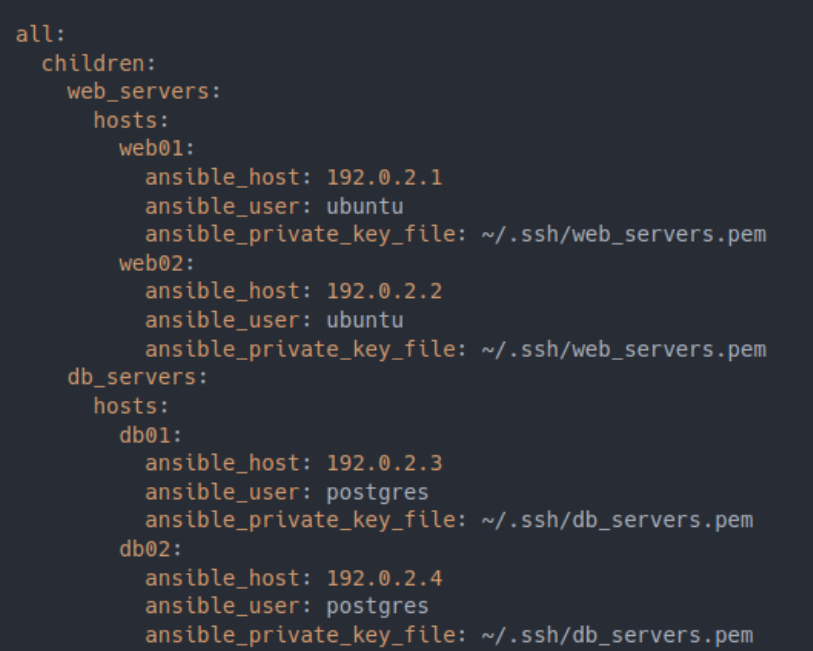 all:
  children:
    web_servers:
      hosts:
        web01:
          ansible_host: 192.0.2.1
          ansible_user: ubuntu
          ansible_private_key_file: ~/.ssh/web_servers.pem
        web02:
          ansible_host: 192.0.2.2
          ansible_user: ubuntu
          ansible_private_key_file: ~/.ssh/web_servers.pem
    db_servers:
      hosts:
        db01:
          ansible_host: 192.0.2.3
          ansible_user: postgres
          ansible_private_key_file: ~/.ssh/db_servers.pem
        db02:
          ansible_host: 192.0.2.4
          ansible_user: postgres
          ansible_private_key_file: ~/.ssh/db_servers.pem